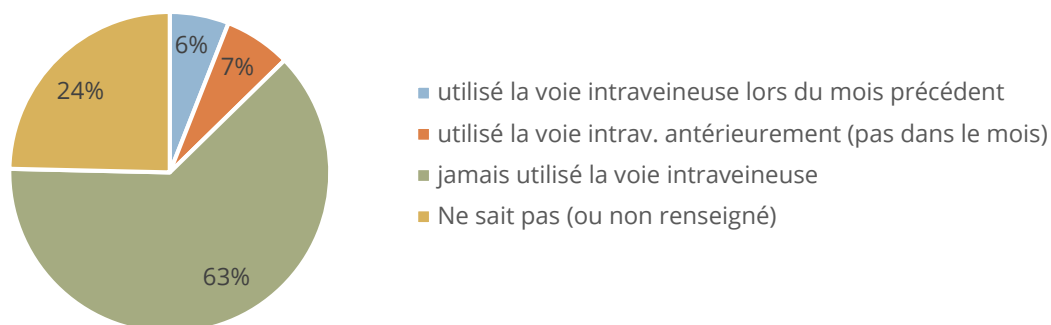 6%
7%
24%
63%
utilisé la voie intraveineuse lors du mois précédent
utilisé la voie intrav. antérieurement (pas dans le mois)
jamais utilisé la voie intraveineuse
Ne sait pas (ou non renseigné)